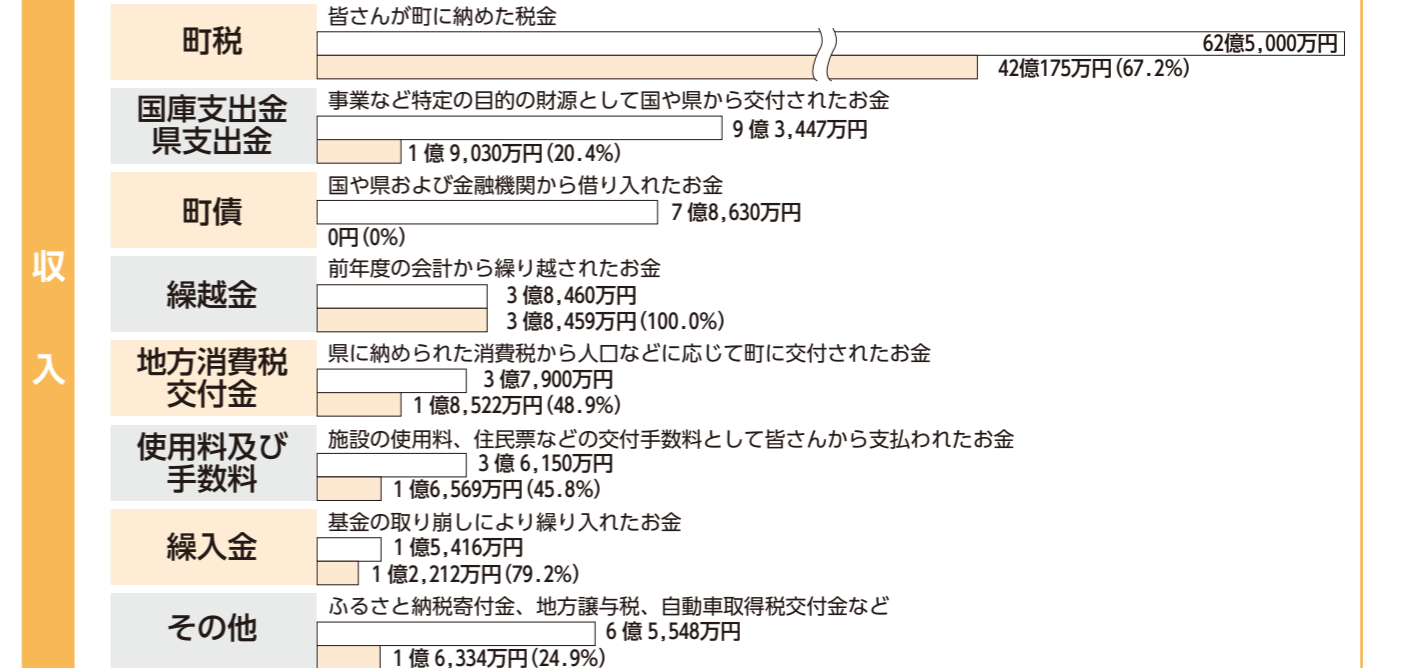 収入
町税
皆さんが町に納めた税金
62億5,000万円
42億175万円(67.2%)
国庫支出金
県支出金
事業など特定の目的の財源として国や県から交付されたお金
9億3,447万円
1億9,030万円(20.4%)
町債
国や県および金融機関から借り入れたお金
7億8,630万円
0円(0%)
繰越金
前年度の会計から繰り越されたお金
3億8,460万円
3億8,459万円(100.0%)
地方消費税
交付金
県に納められた消費税から人口などに応じて町に交付されたお金
3億7,900万円
1億8,522万円(48.9%)
使用料及び
手数料
施設の使用料、住民票などの交付手数料として皆さんから支払われたお金
3億6,150万円
1億6,569万円(45.8%)
繰入金
基金の取り崩しにより繰り入れたお金
1億5,416万円
1億2,212万円(79.2%)
その他
ふるさと納税寄付金、地方譲与税、自動車取得税交付金など
6億5,548万円
1億6,334万円(24.9%)